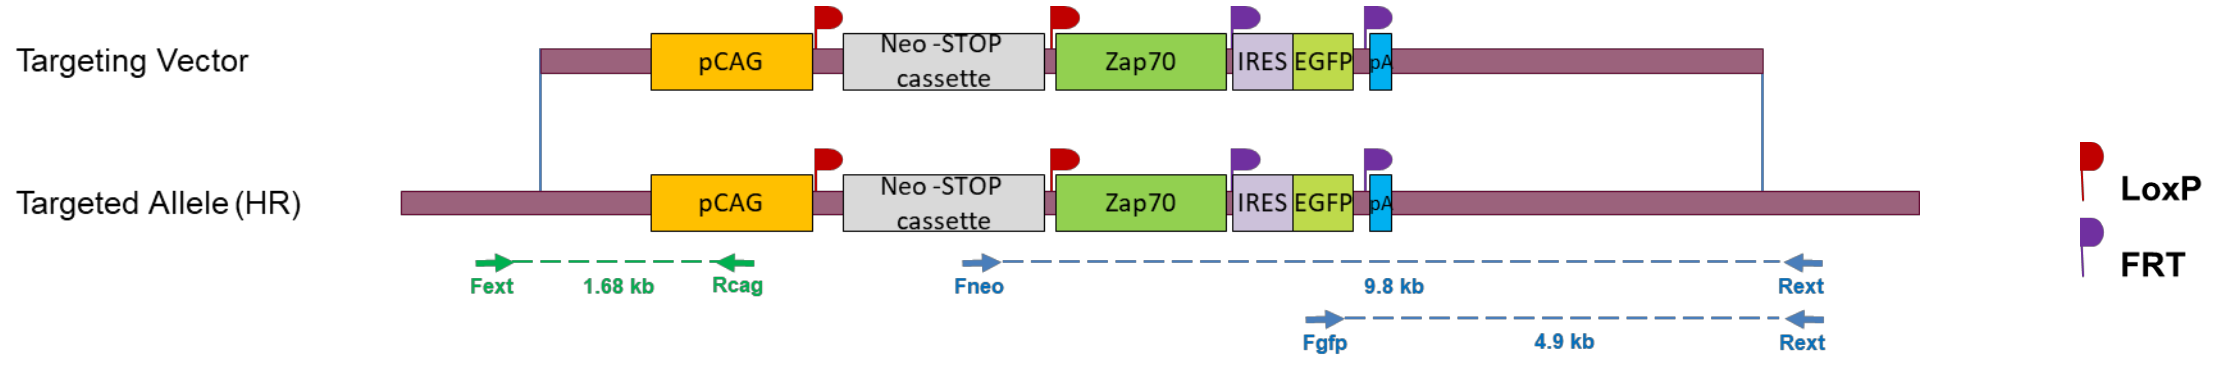 Targeting Vector
pCAG
Neo -STOP
cassette
Zap70
IRES
EGFP
pA
Targeted Allele (HR)
pCAG
Neo -STOP
cassette
Zap70
IRES
EGFP
pA
LoxP
FRT
Fext
1.68 kb
Rcag
Fneo
9.8 kb
Rext
Fgfp
4.9 kb
Rext